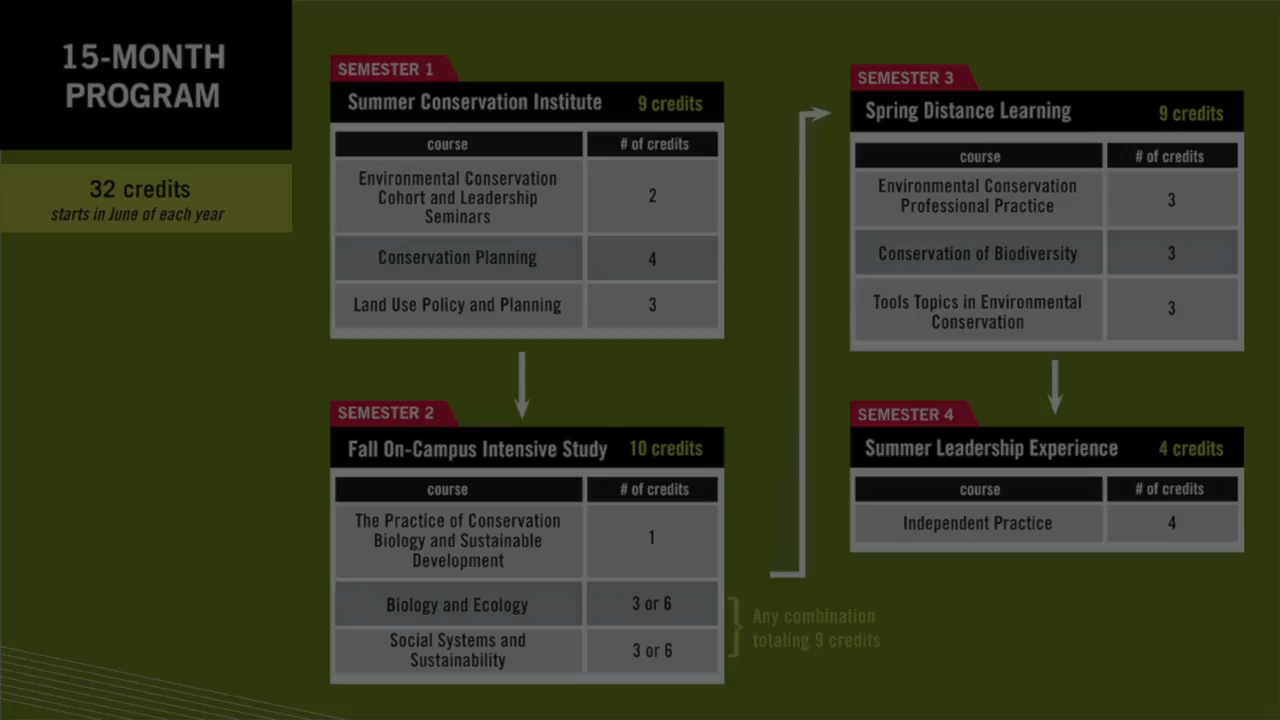 15-MONTH
PROGRAM
32 credits
starts in June of each year
SEMESTER 1
Summer Conservation Institute 9 credits
course # of credits
Environmental Conservation
Cohort and Leadership
Seminars
2
Conservation Planning 4
Land Use Policy and Planning 3
SEMESTER 2
Fall On-Campus Intensive Study 10 credits
course # of credits
The Practice of Conservation
Biology and Sustainable
Development
1
Biology and Ecology 3 or 6
Social Systems and
Sustainability
3 or 6
Any combination
totaling 9 credits
SEMESTER 3
Spring Distance Learning 9 credits
course # of credits
Environmental Conservation
Professional Practice
3
Conservation of Biodiversity 3
Tools Topics in Environmental
Conservation
3
SEMESTER 4
Summer Leadership Experience 4 credits
course # of credits
Independent Practice 4